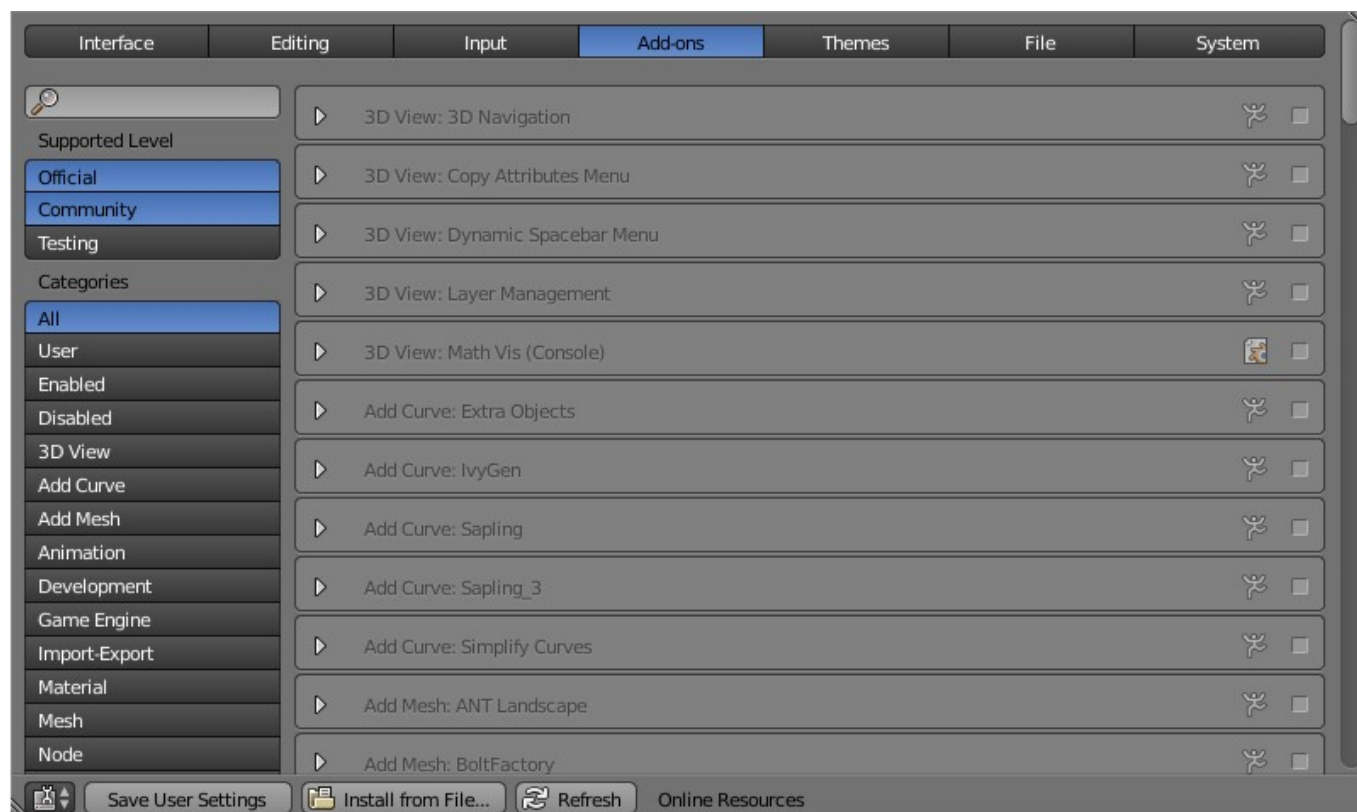 Interface Editing Input Add-ons Themes File System
Supported Level
Official
Community
Testing
Categories
All
User
Enabled
Disabled
3D View
Add Curve
Add Mesh
Animation
Development
Game Engine
Import-Export
Material
Mesh
Node
3D View: 3D Navigation
3D View: Copy Attributes Menu
3D View: Dynamic Spacebar Menu
3D View: Layer Management
3D View: Math Vis (Console)
Add Curve: Extra Objects
Add Curve: IvyGen
Add Curve: Sapling
Add Curve: Sapling_3
Add Curve: Simplify Curves
Add Mesh: ANT Landscape
Add Mesh: BoltFactory
Save User Settings Install from File... Refresh Online Resources